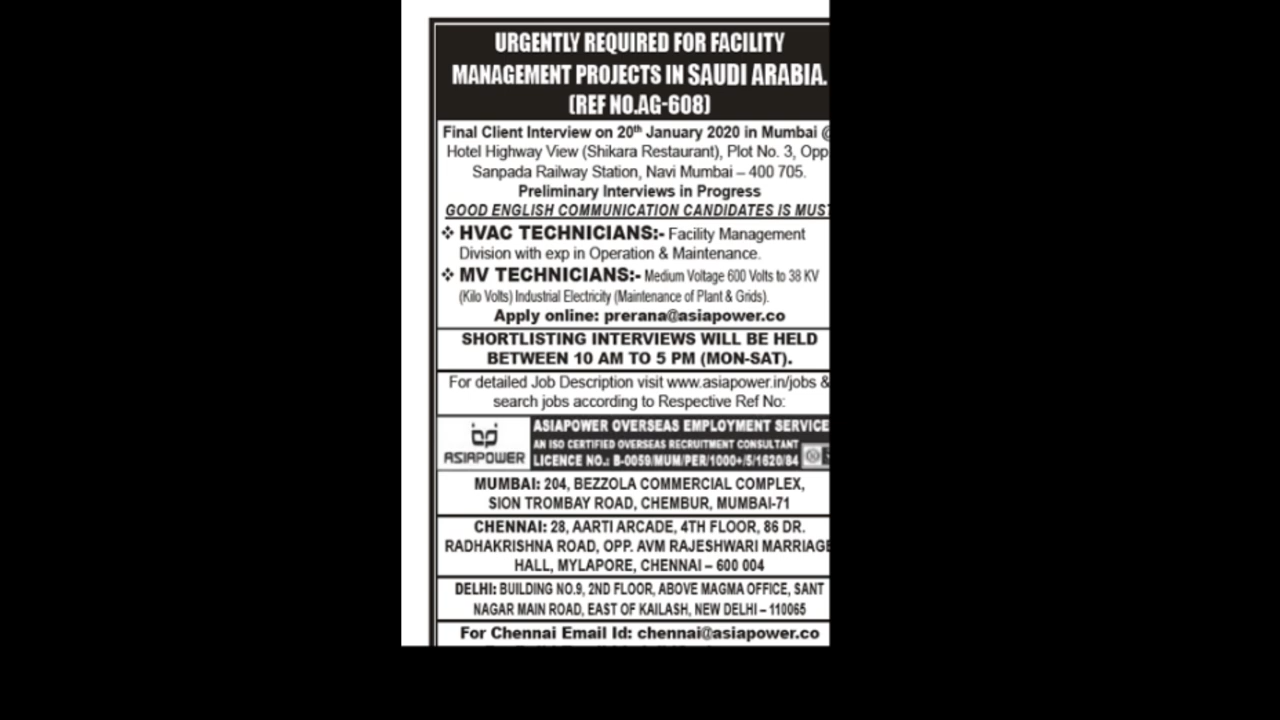 URGENTLY REQUIRED FOR FACILITY
MANAGEMENT PROJECTS IN SAUDI ARABIA.
(REF NO.AG-608)
Final Client Interview on 20th January 2020 in Mumbai @
Hotel Highway View (Shikara Restaurant), Plot No. 3, Opp
Sanpada Railway Station, Navi Mumbai – 400 705.
Preliminary Interviews in Progress
GOOD ENGLISH COMMUNICATION CANDIDATES IS MUST
❖ HVAC TECHNICIANS:- Facility Management
Division with exp in Operation & Maintenance.
❖ MV TECHNICIANS:- Medium Voltage 600 Volts to 38 KV
(Kilo Volts) Industrial Electricity (Maintenance of Plant & Grids).
Apply online: prerana@asiapower.co
SHORTLISTING INTERVIEWS WILL BE HELD
BETWEEN 10 AM TO 5 PM (MON-SAT).
For detailed Job Description visit www.asiapower.in/jobs &
search jobs according to Respective Ref No:
ASIAPOWER OVERSEAS EMPLOYMENT SERVICE
AN ISO CERTIFIED OVERSEAS RECRUITMENT CONSULTANT
ASIAPOWER LICENCE NO.: B-0059/MUM/PER/1000+/5/1620/84
MUMBAI: 204, BEZZOLA COMMERCIAL COMPLEX,
SION TROMBAY ROAD, CHEMBUR, MUMBAI-71
CHENNAI: 28, AARTI ARCADE, 4TH FLOOR, 86 DR.
RADHAKRISHNA ROAD, OPP. AVM RAJESHWARI MARRIAGE
HALL, MYLAPORE, CHENNAI – 600 004
DELHI: BUILDING NO.9, 2ND FLOOR, ABOVE MAGMA OFFICE, SANT
NAGAR MAIN ROAD, EAST OF KAILASH, NEW DELHI – 110065
For Chennai Email Id: chennai@asiapower.co